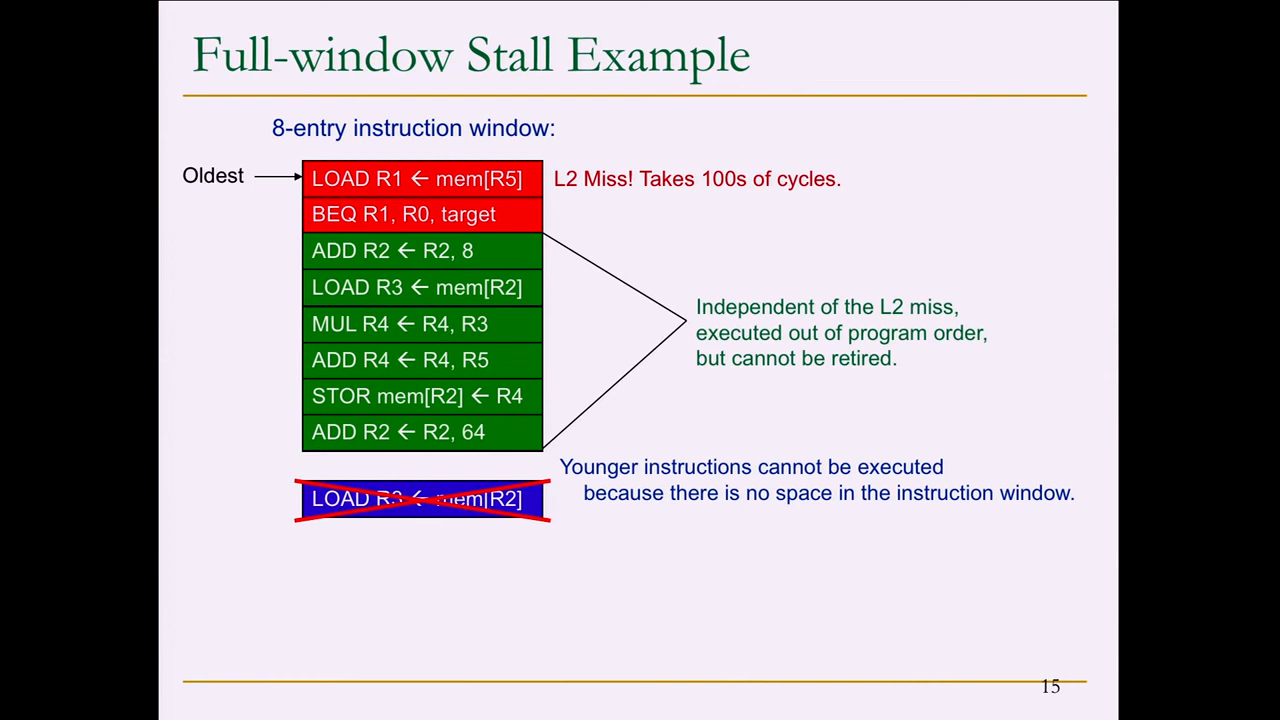 Full-window Stall Example
8-entry instruction window:
Oldest
LOAD R1 ← mem[R5]
L2 Miss! Takes 100s of cycles.
BEQ R1, R0, target
ADD R2 ← R2, 8
LOAD R3 ← mem[R2]
MUL R4 ← R4, R3
ADD R4 ← R4, R5
STOR mem[R2] ← R4
ADD R2 ← R2, 64
Independent of the L2 miss,
executed out of program order,
but cannot be retired.
Younger instructions cannot be executed
because there is no space in the instruction window.
LOAD R3 ← mem[R2]
15